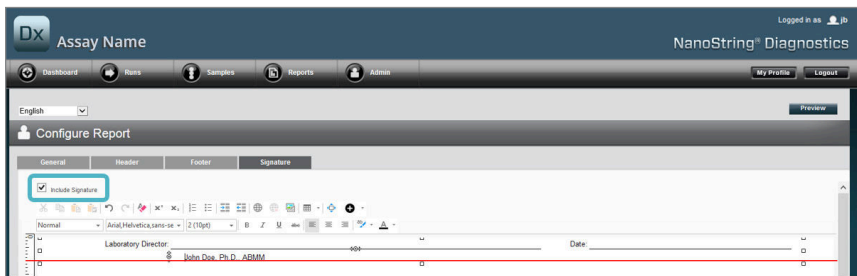 Logged in as jb
Dx Assay Name
NanoString® Diagnostics
Dashboard Runs Samples Reports Admin My Profile Logout
English Preview
Configure Report
General Header Footer Signature
Include Signature
Normal Arial,Helvetica,sans-se 2 (10pt) B I U abc A
Laboratory Director: Date:
John Doe, Ph.D., ABMM